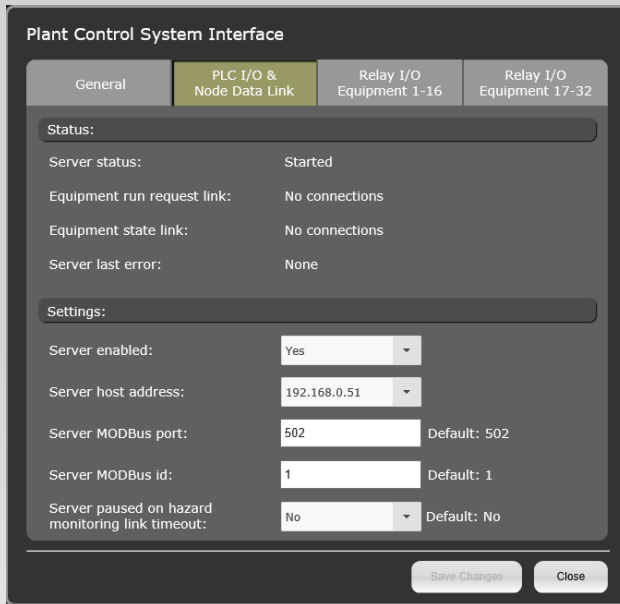 Plant Control System Interface
General
PLC I/O &
Node Data Link
Relay I/O
Equipment 1-16
Relay I/O
Equipment 17-32
Status:
Server status: Started
Equipment run request link: No connections
Equipment state link: No connections
Server last error: None
Settings:
Server enabled: Yes
Server host address: 192.168.0.51
Server MODBus port: 502 Default: 502
Server MODBus id: 1 Default: 1
Server paused on hazard
monitoring link timeout: No Default: No
Save Changes Close